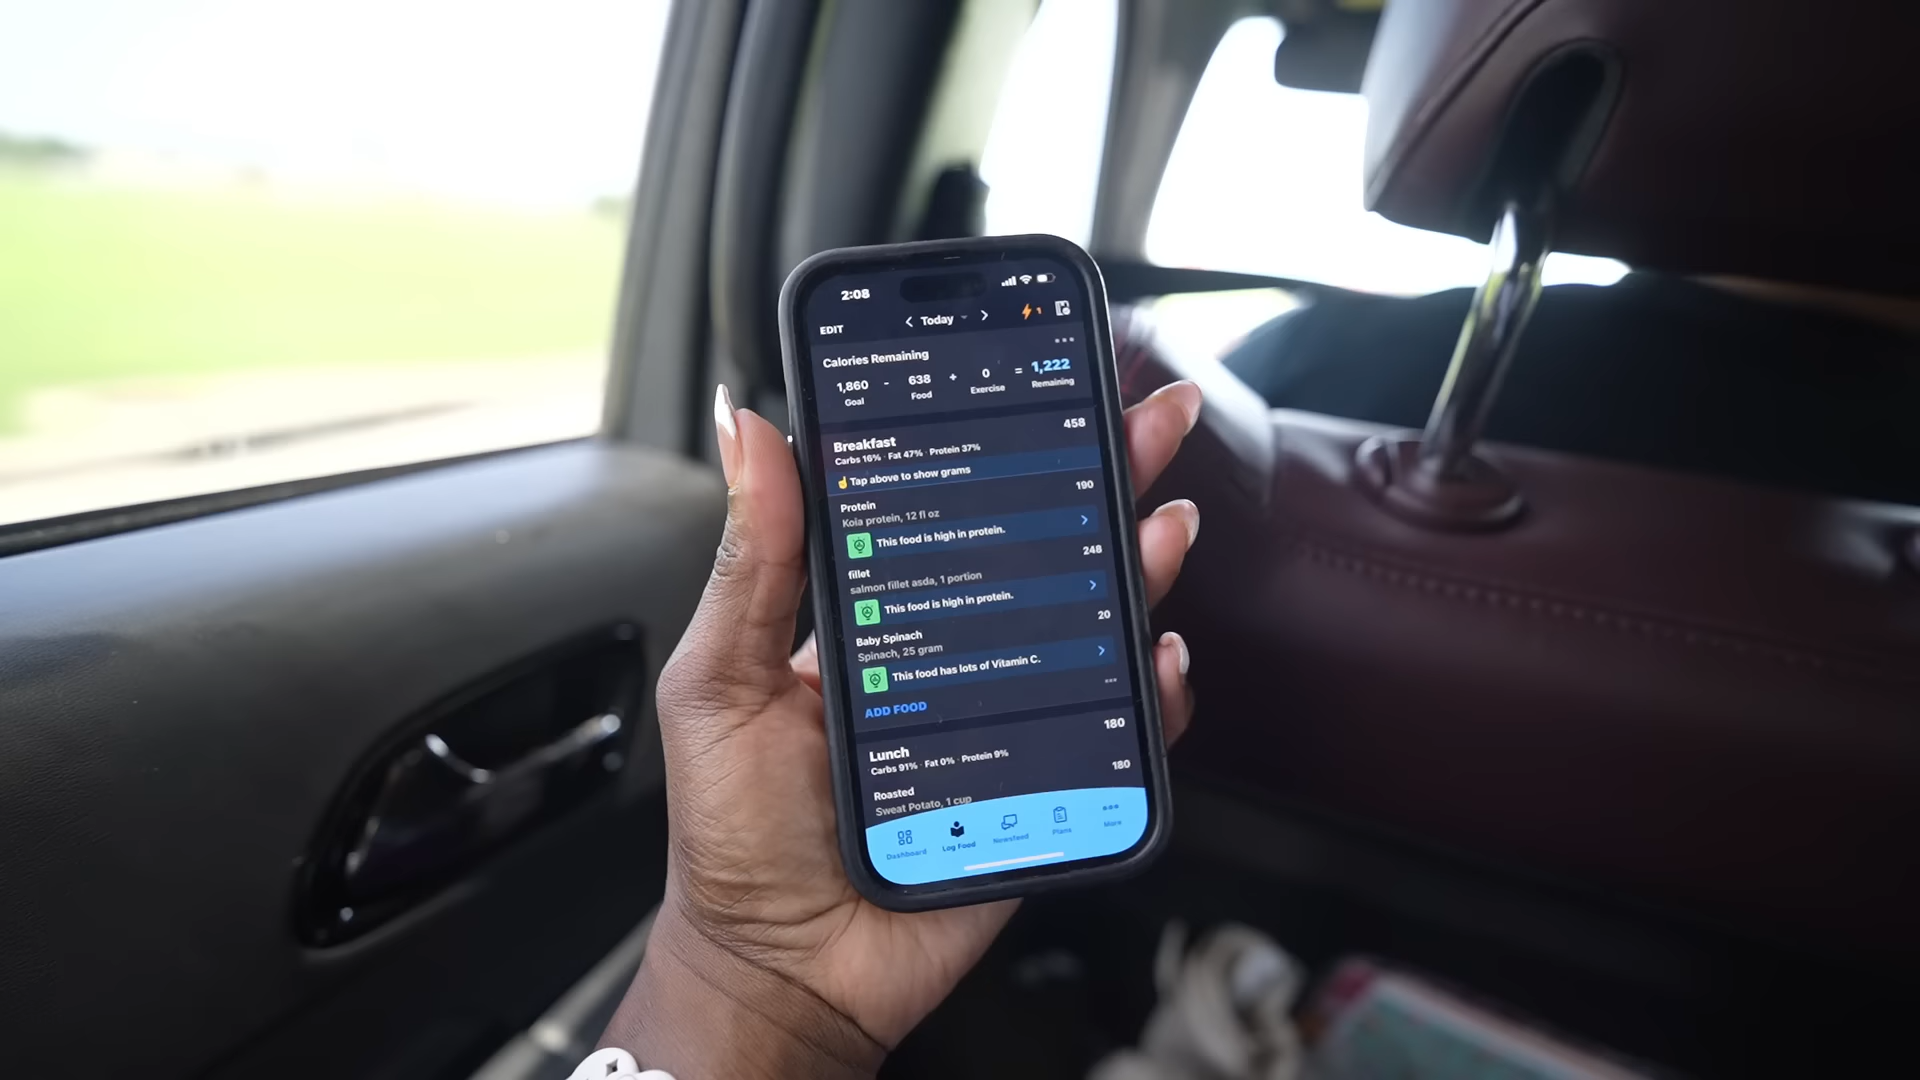 2:08
EDIT
Today
1
Calories Remaining
1,860 - 638 + 0 = 1,222
Goal Food Exercise Remaining
Breakfast 458
Carbs 16% · Fat 47% · Protein 37%
☝Tap above to show grams
Protein 190
Koia protein, 12 fl oz
This food is high in protein.
fillet 248
salmon fillet asda, 1 portion
This food is high in protein.
Baby Spinach 20
Spinach, 25 gram
This food has lots of Vitamin C.
ADD FOOD
Lunch 180
Carbs 91% · Fat 0% · Protein 9%
Roasted 180
Sweat Potato, 1 cup
Dashboard Log Food Newsfeed Plans More